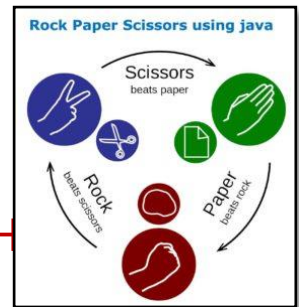 Rock Paper Scissors using java
Scissors
beats paper
Rock
beats scissors
Paper
beats rock